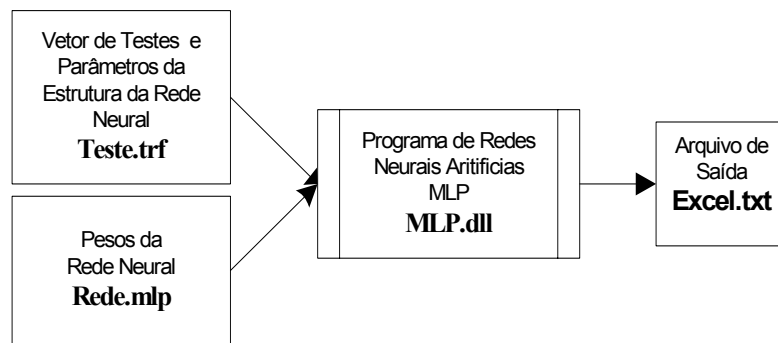 Vetor de Testes e
Parâmetros da
Estrutura da Rede
Neural
Teste.trf
Pesos da
Rede Neural
Rede.mlp
Programa de Redes
Neurais Aritificias
MLP
MLP.dll
Arquivo de
Saída
Excel.txt